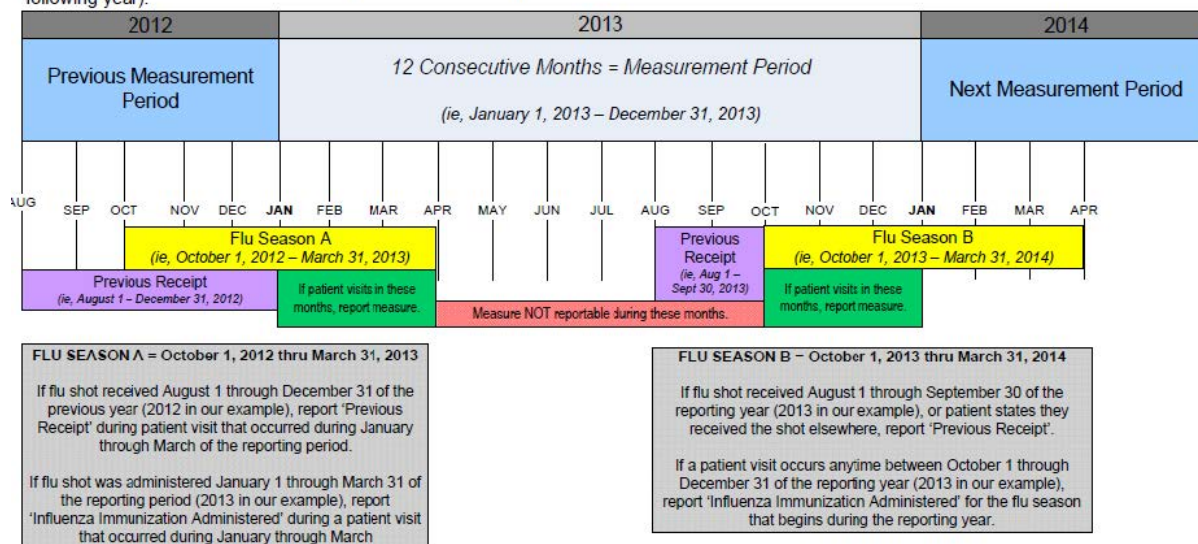 following year).
2012
2013
2014
Previous Measurement
Period
12 Consecutive Months = Measurement Period
(ie, January 1, 2013 – December 31, 2013)
Next Measurement Period
AUG SEP OCT NOV DEC JAN FEB MAR APR MAY JUN JUL AUG SEP OCT NOV DEC JAN FEB MAR APR
Flu Season A
(ie, October 1, 2012 – March 31, 2013)
Previous
Receipt
(ie, Aug 1 –
Sept 30, 2013)
Flu Season B
(ie, October 1, 2013 – March 31, 2014)
Previous Receipt
(ie, August 1 – December 31, 2012)
If patient visits in these
months, report measure.
Measure NOT reportable during these months.
If patient visits in these
months, report measure.
FLU SEASON A = October 1, 2012 thru March 31, 2013
If flu shot received August 1 through December 31 of the
previous year (2012 in our example), report ‘Previous
Receipt’ during patient visit that occurred during January
through March of the reporting period.
If flu shot was administered January 1 through March 31 of
the reporting period (2013 in our example), report
‘Influenza Immunization Administered’ during a patient visit
that occurred during January through March
FLU SEASON B – October 1, 2013 thru March 31, 2014
If flu shot received August 1 through September 30 of the
reporting year (2013 in our example), or patient states they
received the shot elsewhere, report ‘Previous Receipt’.
If a patient visit occurs anytime between October 1 through
December 31 of the reporting year (2013 in our example),
report ‘Influenza Immunization Administered’ for the flu season
that begins during the reporting year.